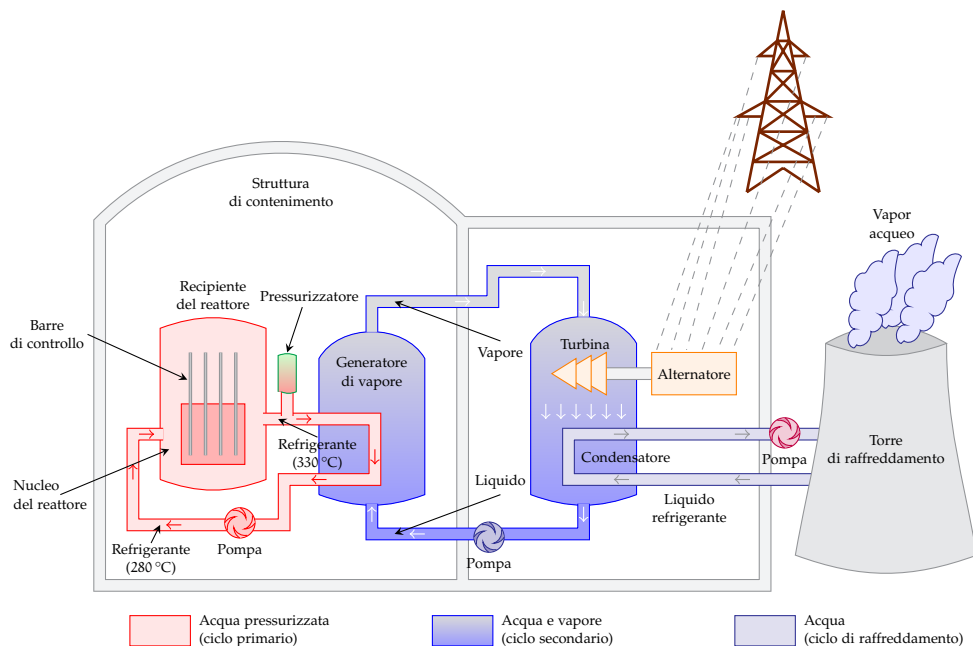 Struttura
di contenimento
Vapor
acqueo
Recipiente
del reattore
Pressurizzatore
Barre
di controllo
Generatore
di vapore
Vapore
Turbina
Alternatore
Refrigerante
(330 °C)
Condensatore
Pompa
Torre
di raffreddamento
Nucleo
del reattore
Liquido
Liquido
refrigerante
Refrigerante
(280 °C)
Pompa
Pompa
Acqua pressurizzata
(ciclo primario)
Acqua e vapore
(ciclo secondario)
Acqua
(ciclo di raffreddamento)